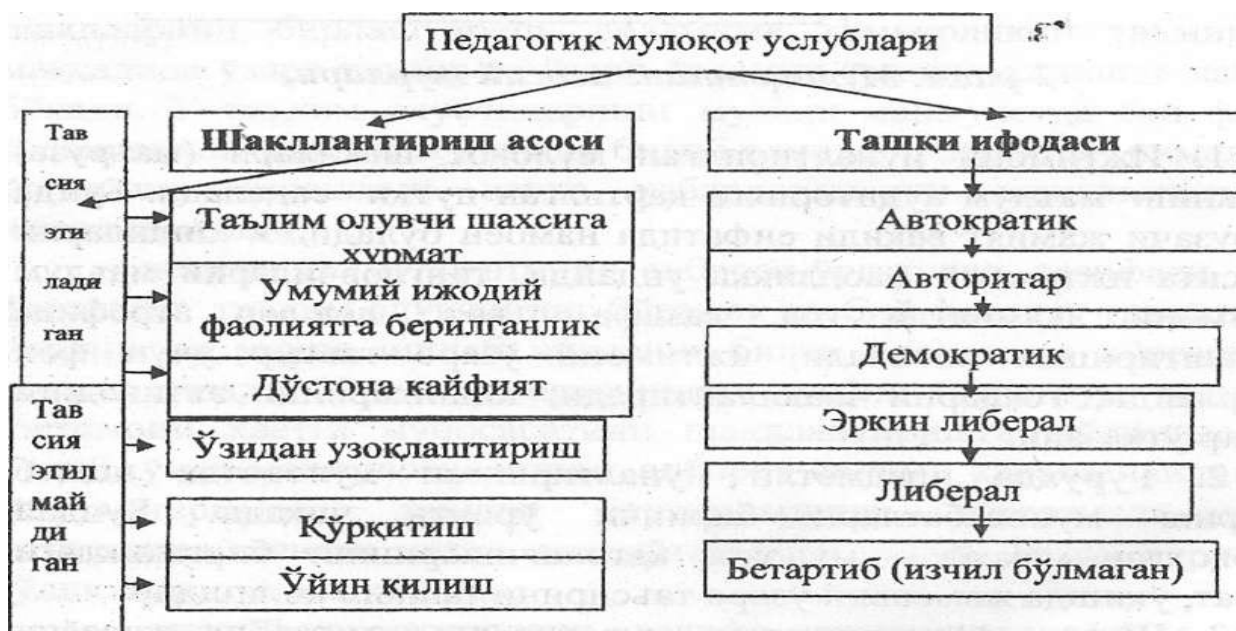 Педагогик мулоқот услублари
Шакллантириш асоси
Ташқи ифодаси
Тав
сия
эти
лади
ган
Таълим олувчи шахсига
ҳурмат
Умумий ижодий
фаолиятга берилганлик
Дўстона кайфият
Тав
сия
этил
май
ди
ган
Ўзидан узоқлаштириш
Қўрқитиш
Ўйин қилиш
Автократик
Авторитар
Демократик
Эркин либерал
Либерал
Бетартиб (изчил бўлмаган)